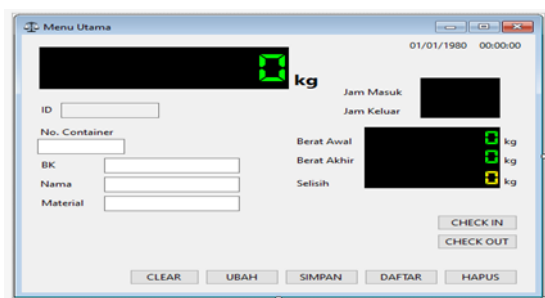 Menu Utama
01/01/1980 00:00:00
0 kg
Jam Masuk
ID
Jam Keluar
No. Container
Berat Awal 0 kg
BK
Berat Akhir 0 kg
Nama
Selisih 0 kg
Material
CHECK IN
CHECK OUT
CLEAR UBAH SIMPAN DAFTAR HAPUS